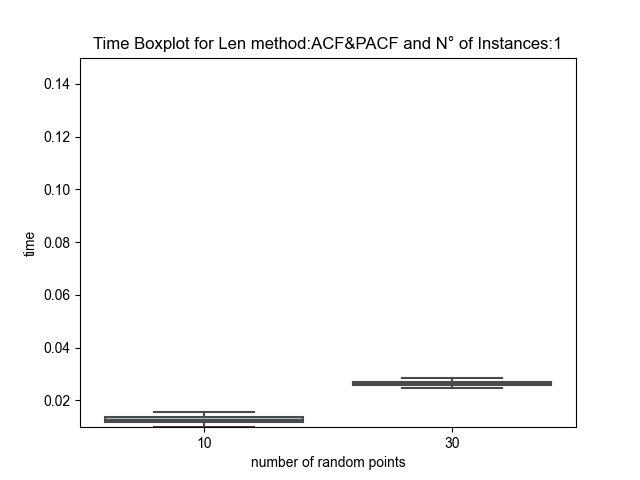 Time Boxplot for Len method:ACF&PACF and N° of Instances:1
0.14
0.12
0.10
0.08
0.06
0.04
0.02
time
10 30
number of random points